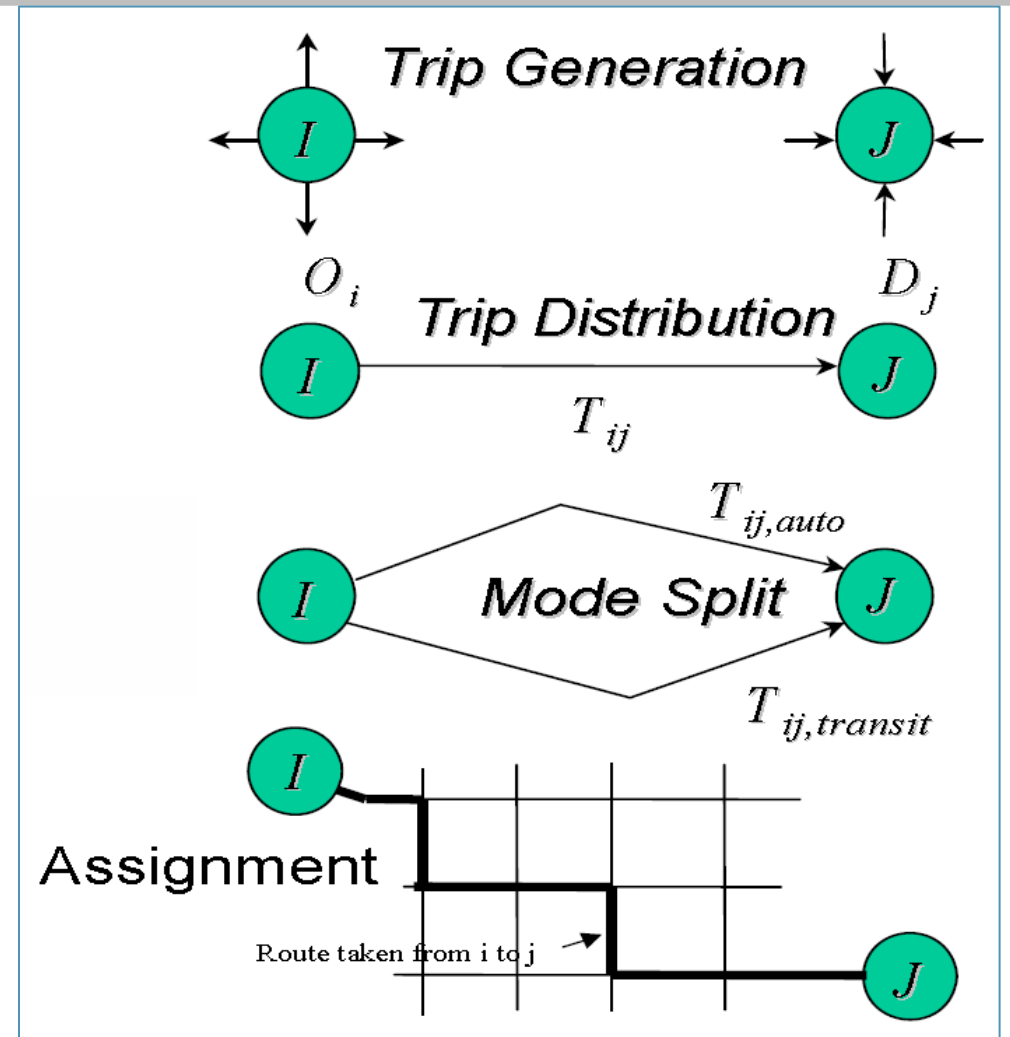 Trip Generation
I
J
O i
D j
Trip Distribution
I
J
T ij
T ij,auto
I
Mode Split
J
T ij,transit
I
Assignment
Route taken from i to j
J